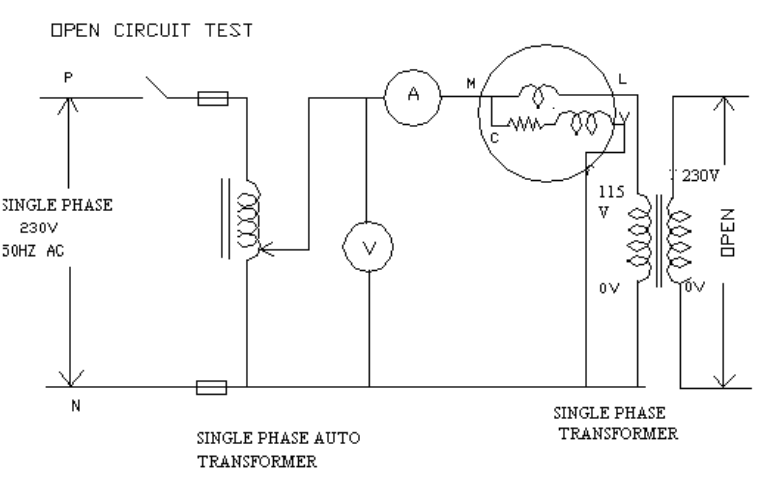 OPEN CIRCUIT TEST
P
M
L
A
C
V
SINGLE PHASE
230V
50HZ AC
115
V
230V
V
OPEN
0V
0V
N
SINGLE PHASE AUTO
TRANSFORMER
SINGLE PHASE
TRANSFORMER